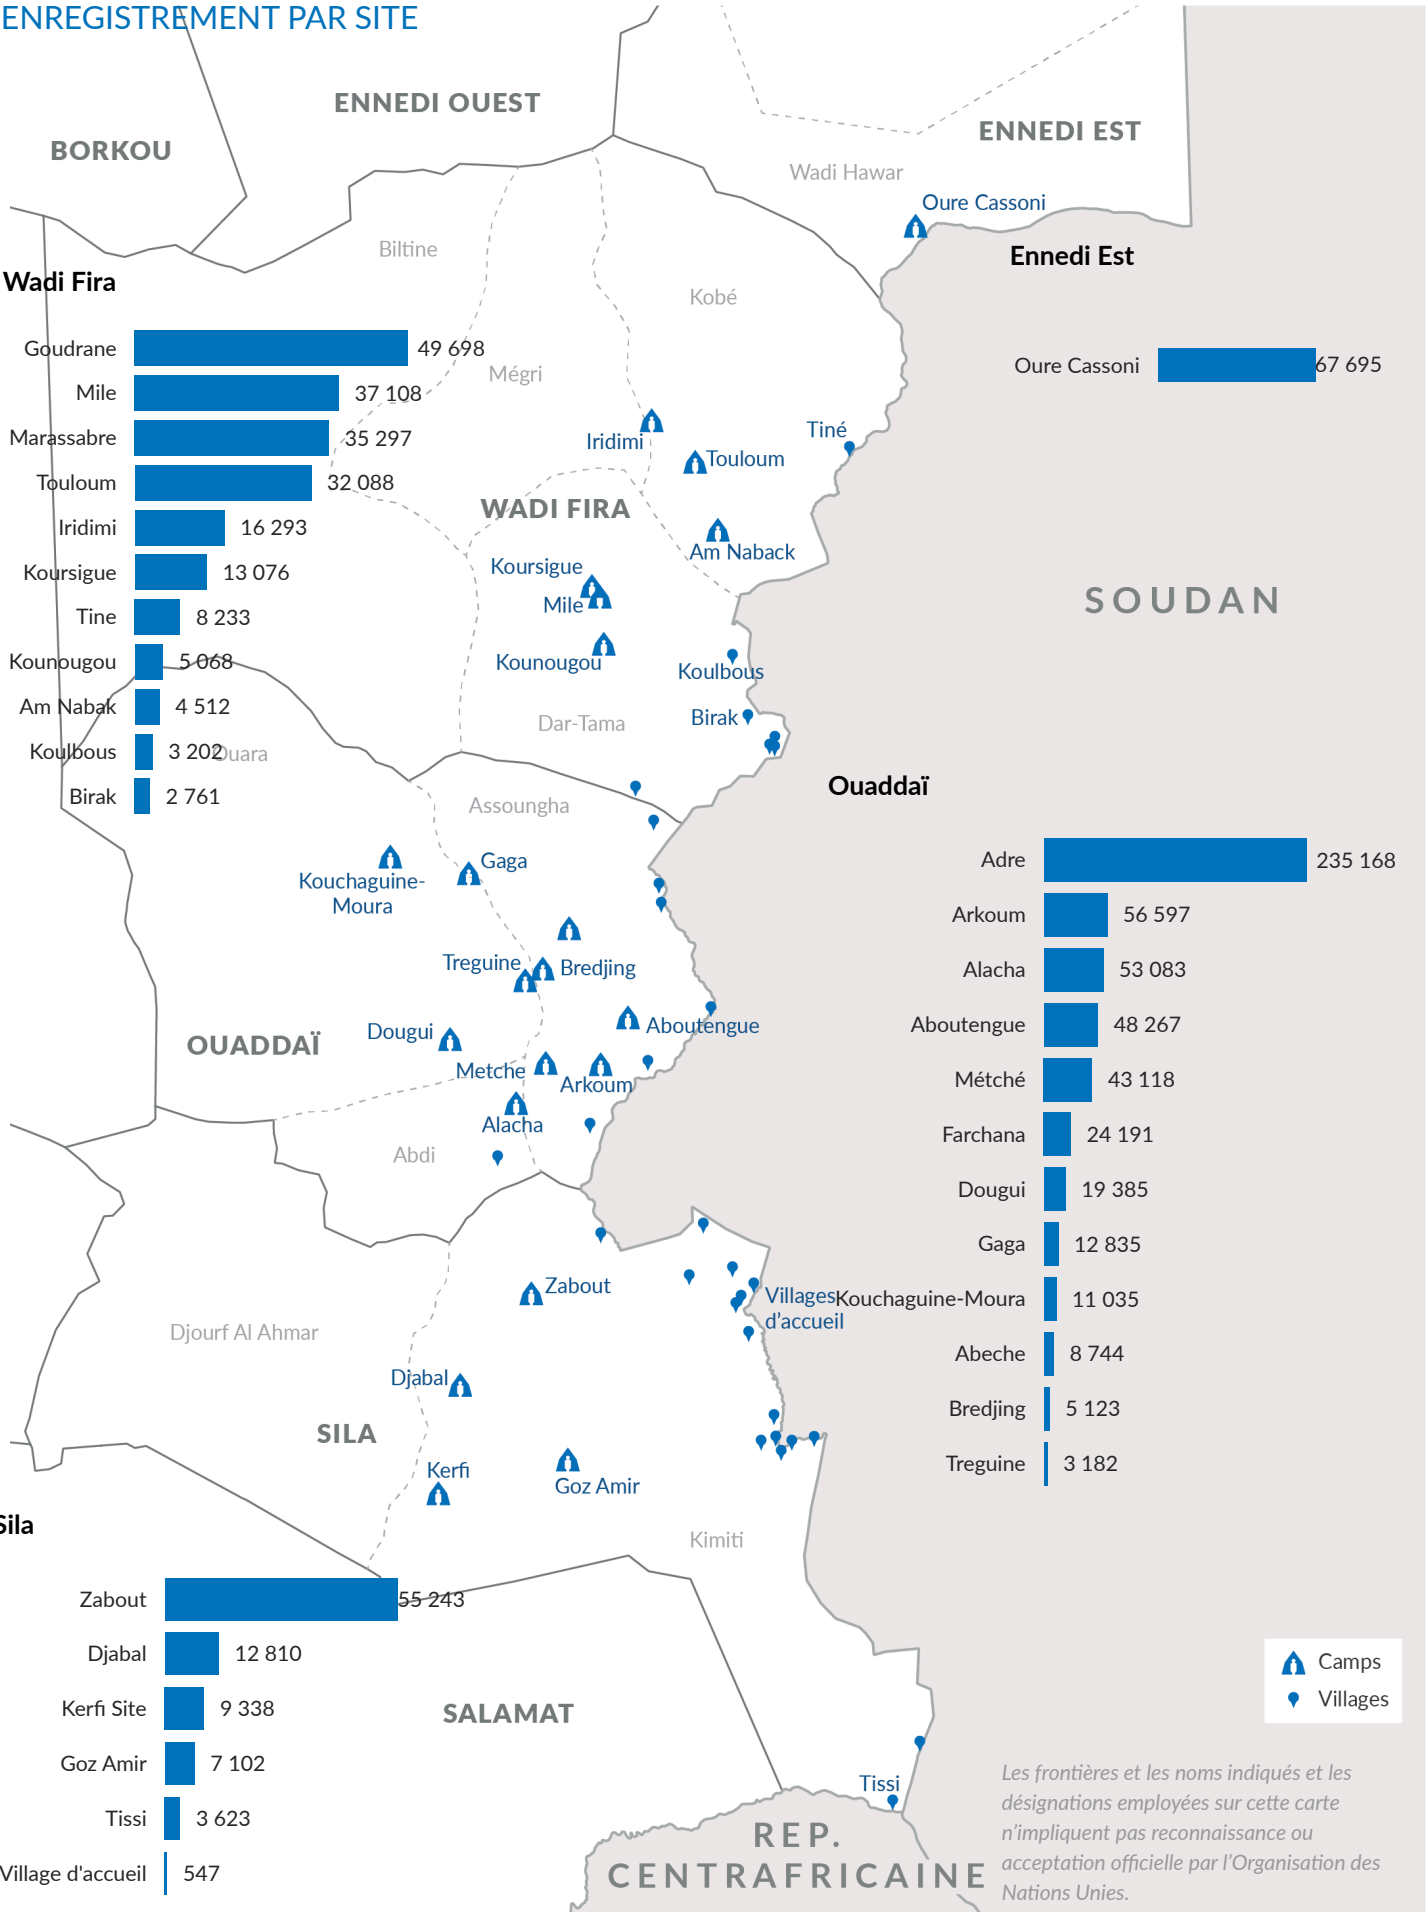 ENREGISTREMENT PAR SITE
ENNEDI OUEST
BORKOU
ENNEDI EST
Wadi Hawar
Oure Cassoni
Biltine
Kobé
Mégri
Ennedi Est
Oure Cassoni 67 695
Wadi Fira
Goudrane 49 698
Mile 37 108
Marassabre 35 297
Touloum 32 088
Iridimi 16 293
Koursigue 13 076
Tine 8 233
Kounougou 5 068
Am Nabak 4 512
Koulbous 3 202
Birak 2 761
Iridimi
Touloum
Tiné
WADI FIRA
Am Naback
Koursigue
Mile
Kounougou
Koulbous
Birak
Dar-Tama
SOUDAN
Ouara
Assoungha
Gaga
Kouchaguine-
Moura
Treguine
Bredjing
Aboutengue
OUADDAÏ
Dougui
Metche
Arkoum
Alacha
Abdi
Ouaddaï
Adre 235 168
Arkoum 56 597
Alacha 53 083
Aboutengue 48 267
Métché 43 118
Farchana 24 191
Dougui 19 385
Gaga 12 835
Kouchaguine-Moura 11 035
Abeche 8 744
Bredjing 5 123
Treguine 3 182
Zabout
Villages
d'accueil
Djourf Al Ahmar
Djabal
SILA
Kerfi
Goz Amir
Kimiti
Sila
Zabout 55 243
Djabal 12 810
Kerfi Site 9 338
Goz Amir 7 102
Tissi 3 623
Village d'accueil 547
SALAMAT
Tissi
REP.
CENTRAFRICAINE
Camps
Villages
Les frontières et les noms indiqués et les
désignations employées sur cette carte
n'impliquent pas reconnaissance ou
acceptation officielle par l'Organisation des
Nations Unies.